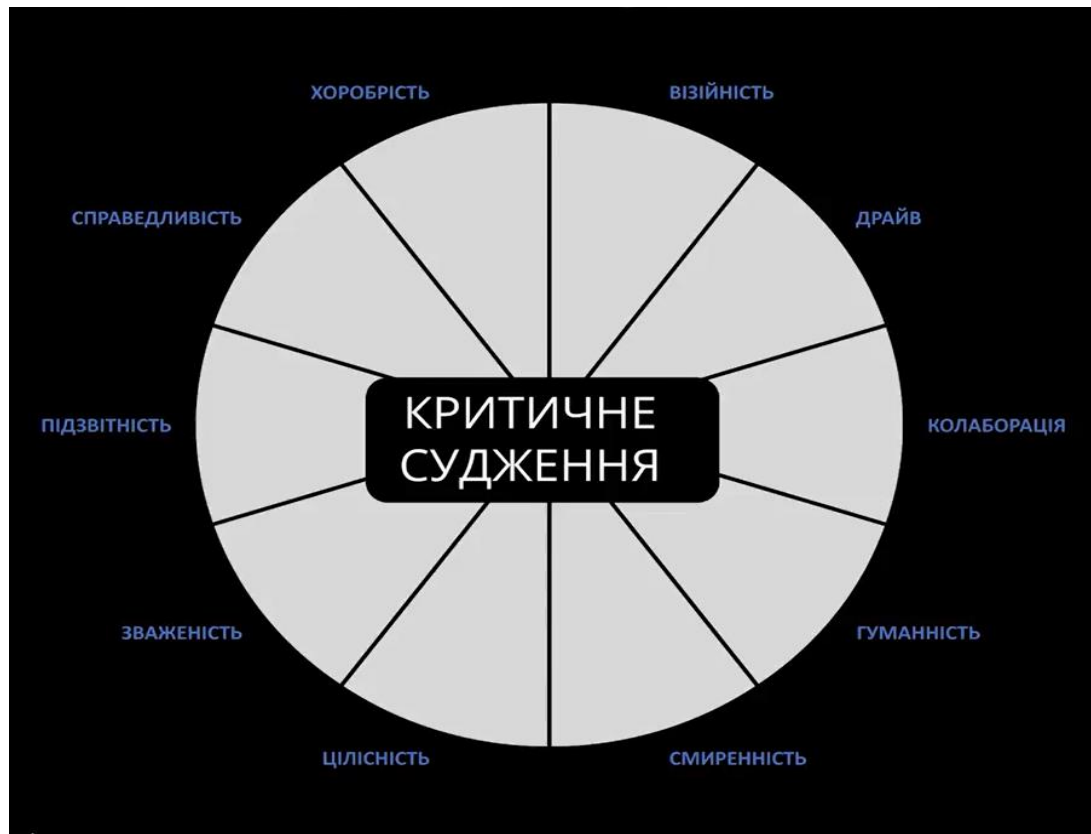 ХОРОБРІСТЬ
ВІЗІЙНІСТЬ
СПРАВЕДЛИВІСТЬ
ДРАЙВ
КРИТИЧНЕ
СУДЖЕННЯ
ПІДЗВІТНІСТЬ
КОЛАБОРАЦІЯ
ЗВАЖЕНІСТЬ
ГУМАННІСТЬ
ЦІЛІСНІСТЬ
СМИРЕННІСТЬ